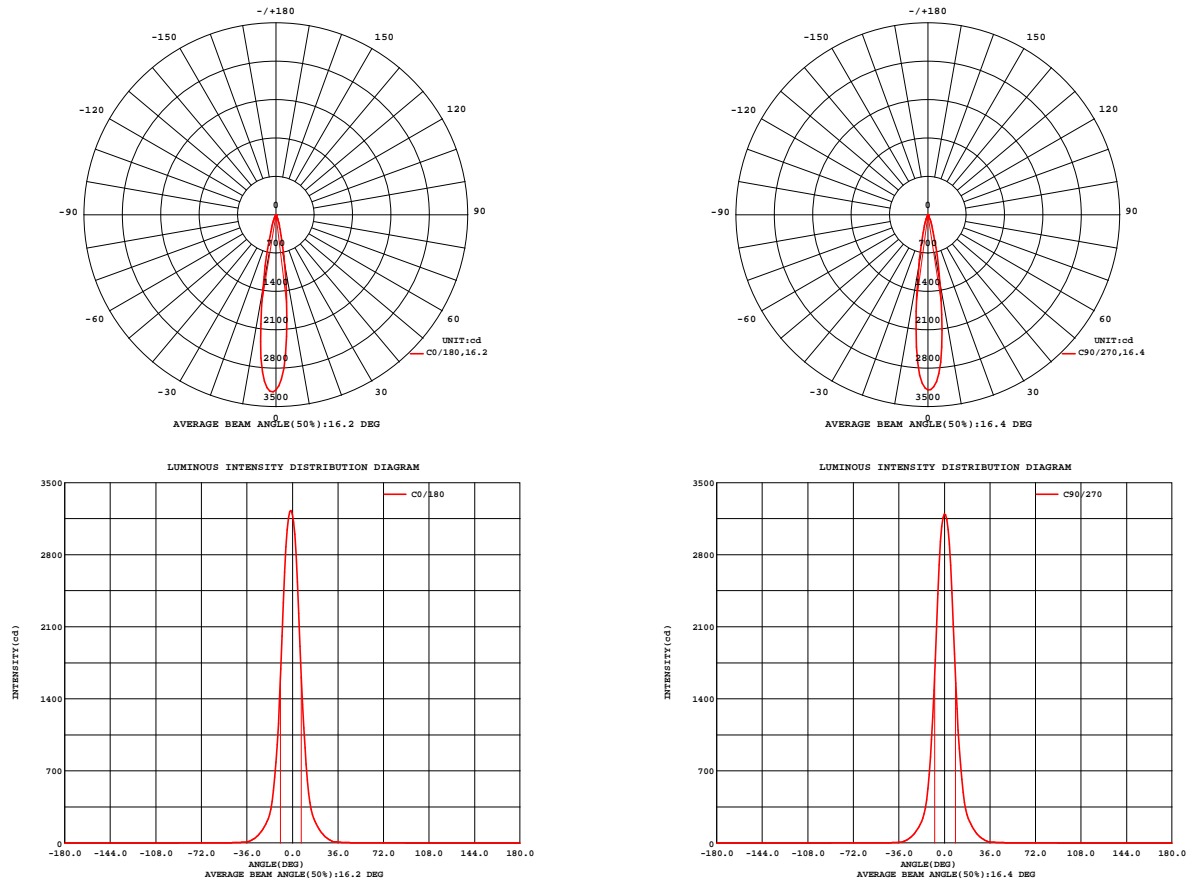 -/+180
-150 150
-120 120
-90 90
-60 60
-30 30
0
700
1400
2100
2800
3500
0
UNIT:cd
C0/180,16.2
AVERAGE BEAM ANGLE(50%):16.2 DEG
-/+180
-150 150
-120 120
-90 90
-60 60
-30 30
0
700
1400
2100
2800
3500
0
UNIT:cd
C90/270,16.4
AVERAGE BEAM ANGLE(50%):16.4 DEG
LUMINOUS INTENSITY DISTRIBUTION DIAGRAM
C0/180
INTENSITY(cd)
3500
2800
2100
1400
700
0
-180.0 -144.0 -108.0 -72.0 -36.0 0.0 36.0 72.0 108.0 144.0 180.0
ANGLE(DEG)
AVERAGE BEAM ANGLE(50%):16.2 DEG
LUMINOUS INTENSITY DISTRIBUTION DIAGRAM
C90/270
INTENSITY(cd)
3500
2800
2100
1400
700
0
-180.0 -144.0 -108.0 -72.0 -36.0 0.0 36.0 72.0 108.0 144.0 180.0
ANGLE(DEG)
AVERAGE BEAM ANGLE(50%):16.4 DEG